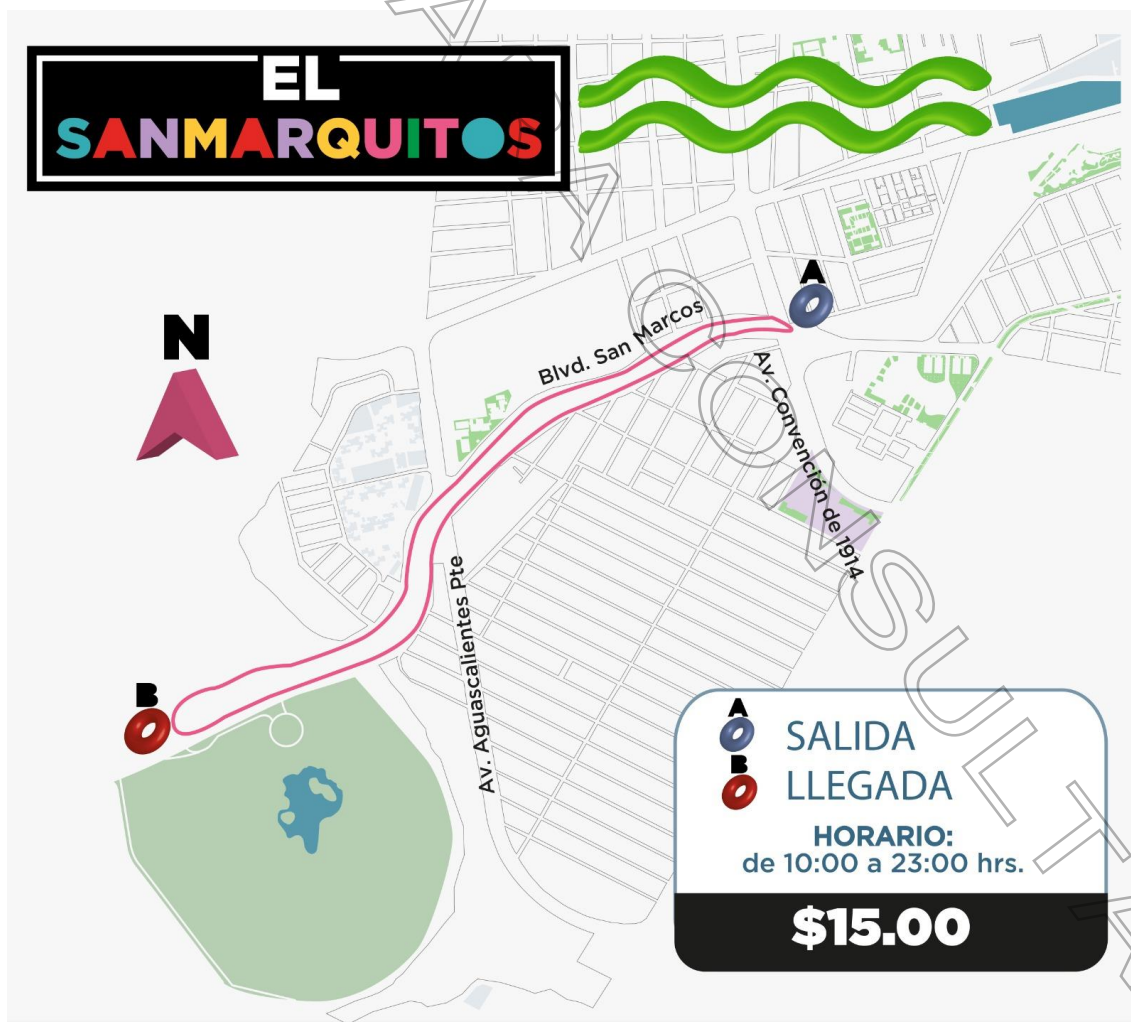 EL
SANMARQUITOS
N
A
Blvd. San Marcos
Av. Convención de 1914
Av. Aguascalientes Pte
B
A
SALIDA
B
LLEGADA
HORARIO:
de 10:00 a 23:00 hrs.
$15.00
CONSULTA